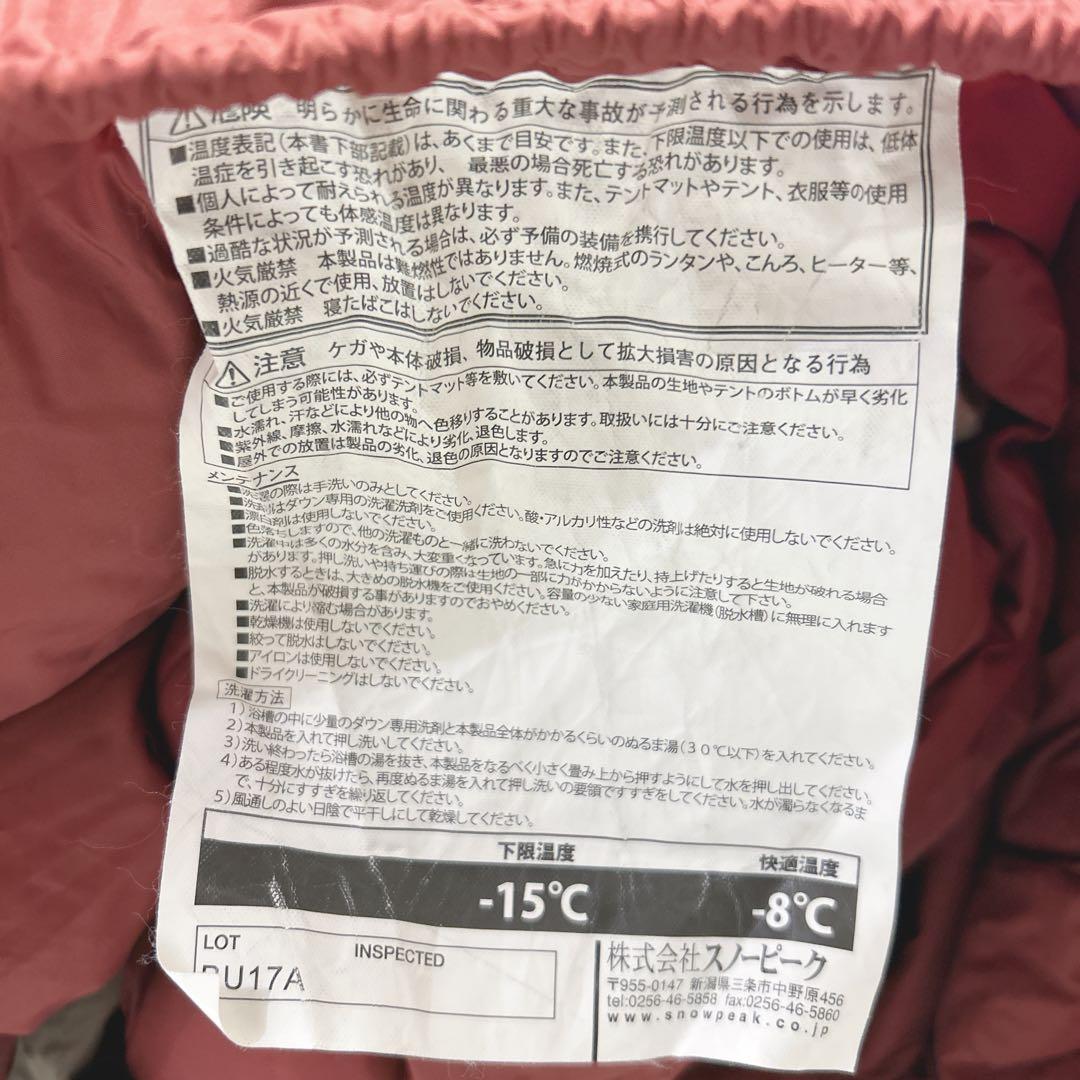 危険 明らかに生命に関わる重大な事故が予測される行為を示します。
■温度表記(本書下部記載)は、あくまで目安です。また、下限温度以下での使用は、低体
温症を引き起こす恐れがあり、 最悪の場合死亡する恐れがあります。
■個人によって耐えられる温度が異なります。また、テントマットやテント、衣服等の使用
条件によっても体感温度は異なります。
■過酷な状況が予測される場合は、必ず予備の装備を携行してください。
■火気厳禁 本製品は難燃性ではありません。燃焼式のランタンや、こんろ、ヒーター等、
熱源の近くで使用、放置はしないでください。
■火気厳禁 寝たばこはしないでください。
注意 ケガや本体破損、物品破損として拡大損害の原因となる行為
■ご使用する際には、必ずテントマット等を敷いてください。本製品の生地やテントのボトムが早く劣化
してしまう可能性があります。
■水濡れ、汗などにより他の物へ色移りすることがあります。取扱いには十分にご注意ください。
■紫外線、摩擦、水濡れなどにより劣化、退色します。
■屋外での放置は製品の劣化、退色の原因となりますのでご注意ください。
メンテナンス
■洗濯の際は手洗いのみとしてください。
■洗剤はダウン専用の洗濯洗剤をご使用ください。酸・アルカリ性などの洗剤は絶対に使用しないでください。
■漂白剤は使用しないでください。
■色落ちしますので、他の洗濯ものと一緒に洗わないでください。
■洗濯中は多くの水分を含み、大変重くなっています。急に力を加えたり、持上げたりすると生地が破れる場合
があります。押し洗いや持ち運びの際は生地の一部に力がかからないように注意して下さい。
■脱水するときは、大きめの脱水機をご使用ください。容量の少ない家庭用洗濯機(脱水槽)に無理に入れます
と、本製品が破損する事がありますのでおやめください。
■洗濯により縮む場合があります。
■乾燥機は使用しないでください。
■絞って脱水はしないでください。
■アイロンは使用しないでください。
■ドライクリーニングはしないでください。
洗濯方法
1)浴槽の中に少量のダウン専用洗剤と本製品全体がかかるくらいのぬるま湯(30℃以下)を入れてください。
2)本製品を入れて押し洗いしてください。
3)洗い終わったら浴槽の湯を抜き、本製品をなるべく小さく畳み上から押すようにして水を押し出してください。
4)ある程度水が抜けたら、再度ぬるま湯を入れて押し洗いの要領ですすぎをしてください。水が濁らなくなるま
で、十分にすすぎを繰り返してください。
5)風通しのよい日陰で平干しにして乾燥してください。
下限温度 快適温度
-15℃ -8℃
LOT INSPECTED
U17A
株式会社スノーピーク
〒955-0147 新潟県三条市中野原456
tel:0256-46-5858 fax:0256-46-5860
www.snowpeak.co.jp